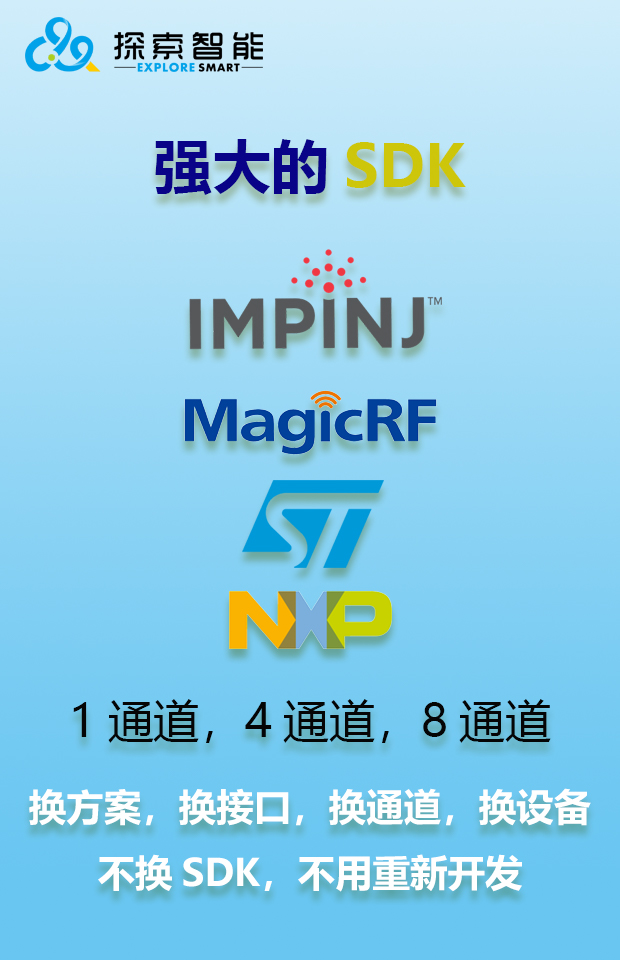 探索智能
EXPLORE SMART
强大的 SDK
IMPINJ™
MagicRF
ST
NXP
1 通道，4 通道，8 通道
换方案，换接口，换通道，换设备
不换 SDK，不用重新开发